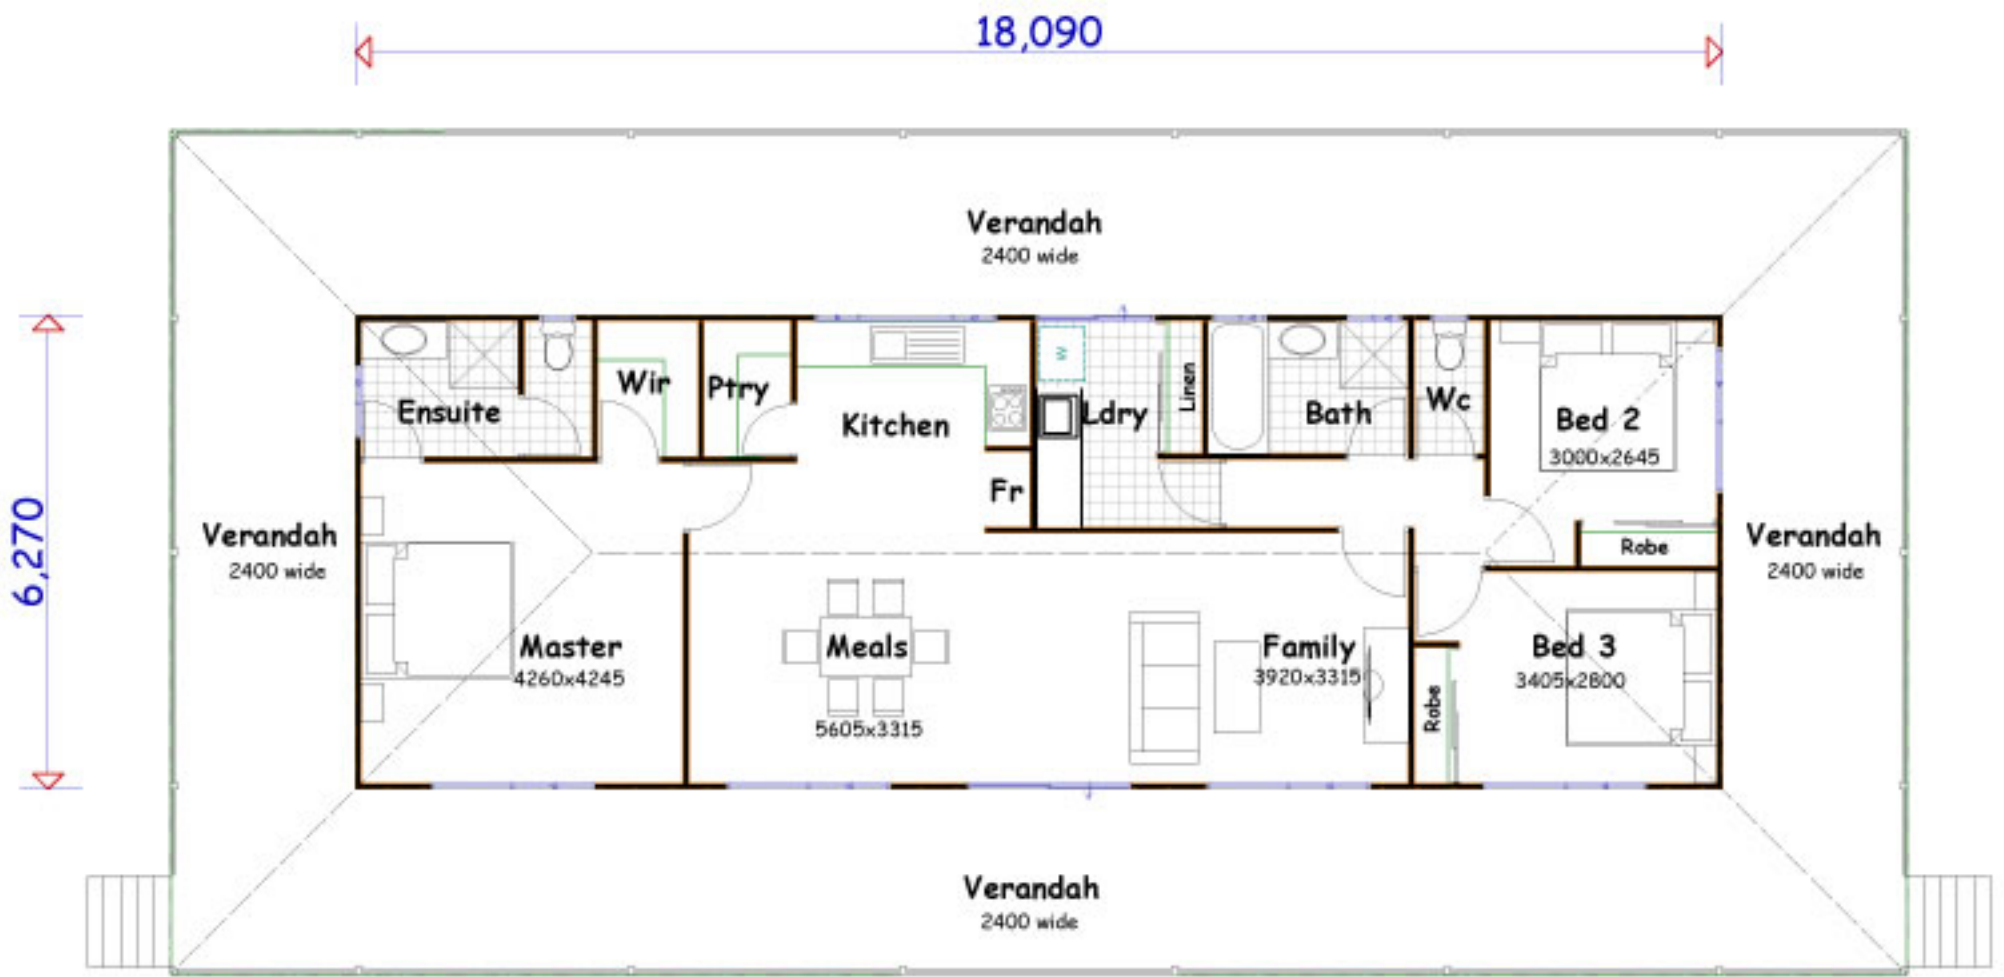 18,090
Verandah
2400 wide
6,270
Ensuite
Wir
Ptry
Kitchen
W
Ldry
Linen
Bath
Wc
Bed 2
3000x2645
Fr
Robe
Verandah
2400 wide
Verandah
2400 wide
Master
4260x4245
Meals
5605x3315
Family
3920x3315
Robe
Bed 3
3405x2800
Verandah
2400 wide